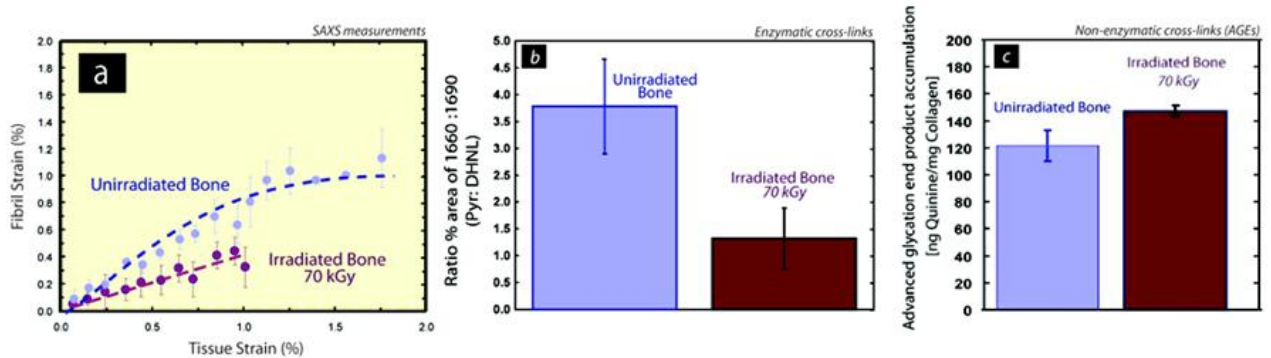 SAXS measurements
a
2.0
1.8
1.6
1.4
1.2
1.0
0.8
0.6
0.4
0.2
0.0
Fibril Strain (%)
Unirradiated Bone
Irradiated Bone
70 kGy
0.0 0.5 1.0 1.5 2.0
Tissue Strain (%)
Enzymatic cross-links
b
5.0
4.5
4.0
3.5
3.0
2.5
2.0
1.5
1.0
0.5
0.0
Ratio % area of 1660 :1690
(Pyr: DHNL)
Unirradiated
Bone
Irradiated Bone
70 kGy
Non-enzymatic cross-links (AGEs)
c
200
180
160
140
120
100
80
60
40
20
0
Advanced glycation end product accumulation
[ng Quinine/mg Collagen]
Irradiated Bone
70 kGy
Unirradiated Bone